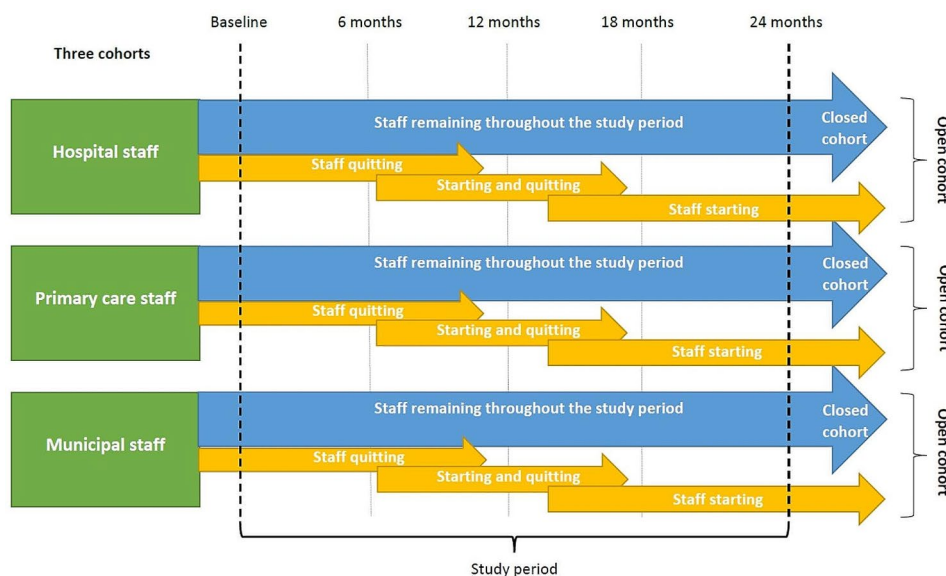 Baseline
6 months
12 months
18 months
24 months
Three cohorts
Hospital staff
Staff remaining throughout the study period
Closed
cohort
Staff quitting
Starting and quitting
Staff starting
Open cohort
Primary care staff
Staff remaining throughout the study period
Closed
cohort
Staff quitting
Starting and quitting
Staff starting
Open cohort
Municipal staff
Staff remaining throughout the study period
Closed
cohort
Staff quitting
Starting and quitting
Staff starting
Open cohort
Study period